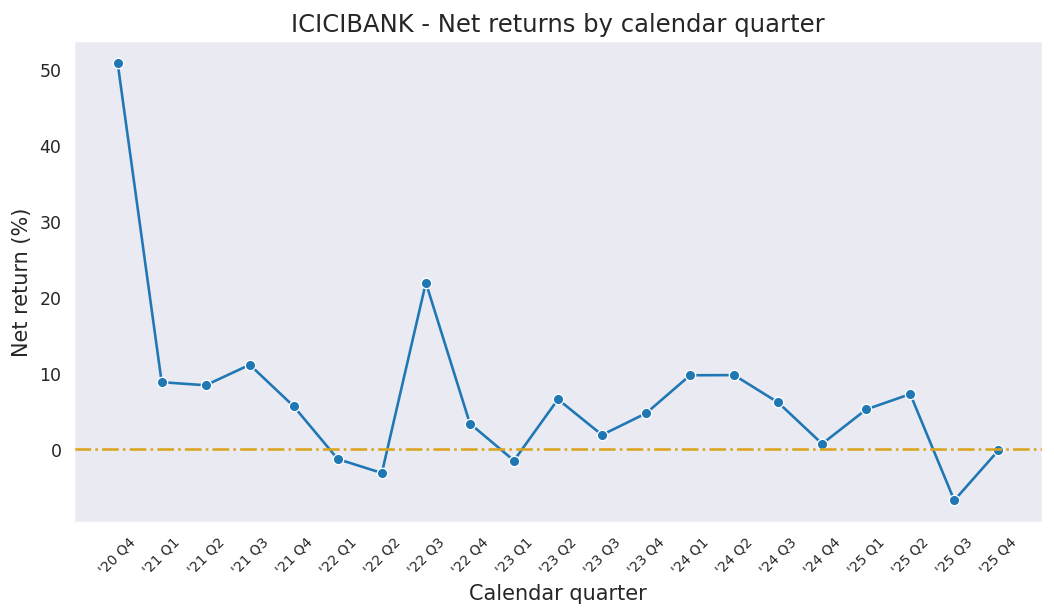 ICICIBANK - Net returns by calendar quarter
Net return (%)
50
40
30
20
10
0
'20 Q4
'21 Q1
'21 Q2
'21 Q3
'21 Q4
'22 Q1
'22 Q2
'22 Q3
'22 Q4
'23 Q1
'23 Q2
'23 Q3
'23 Q4
'24 Q1
'24 Q2
'24 Q3
'24 Q4
'25 Q1
'25 Q2
'25 Q3
'25 Q4
Calendar quarter